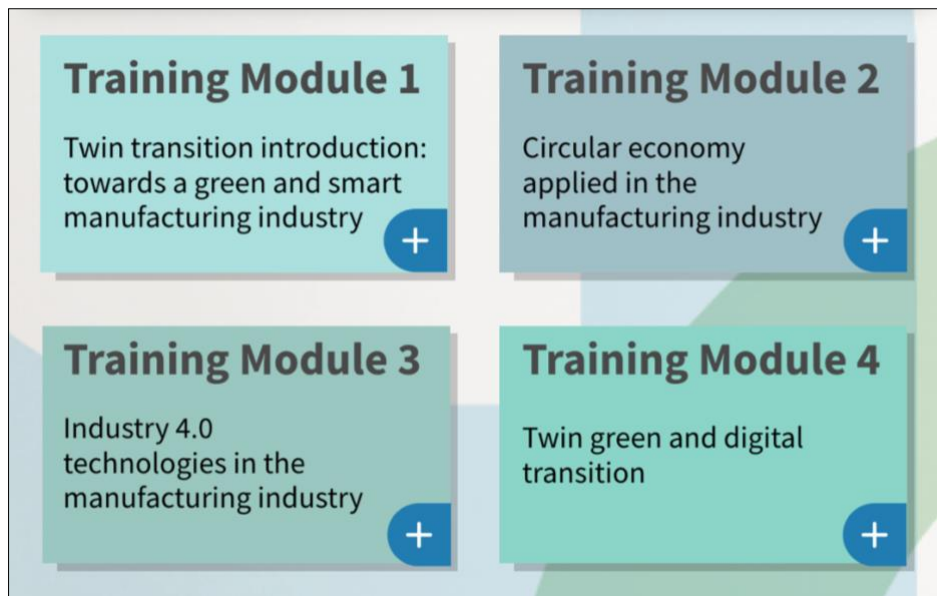 Training Module 1
Twin transition introduction:
towards a green and smart
manufacturing industry
+
Training Module 2
Circular economy
applied in the
manufacturing industry
+
Training Module 3
Industry 4.0
technologies in the
manufacturing industry
+
Training Module 4
Twin green and digital
transition
+